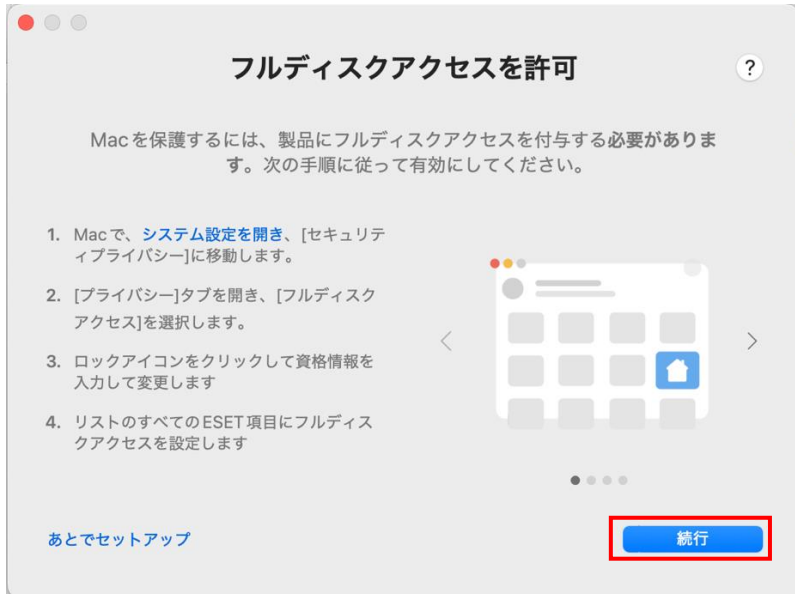 フルディスクアクセスを許可
?
Macを保護するには、製品にフルディスクアクセスを付与する必要がありま
す。次の手順に従って有効にしてください。
1. Macで、システム設定を開き、[セキュリテ
ィプライバシー]に移動します。
2. [プライバシー]タブを開き、[フルディスク
アクセス]を選択します。
3. ロックアイコンをクリックして資格情報を
入力して変更します
4. リストのすべてのESET項目にフルディス
クアクセスを設定します
あとでセットアップ
続行